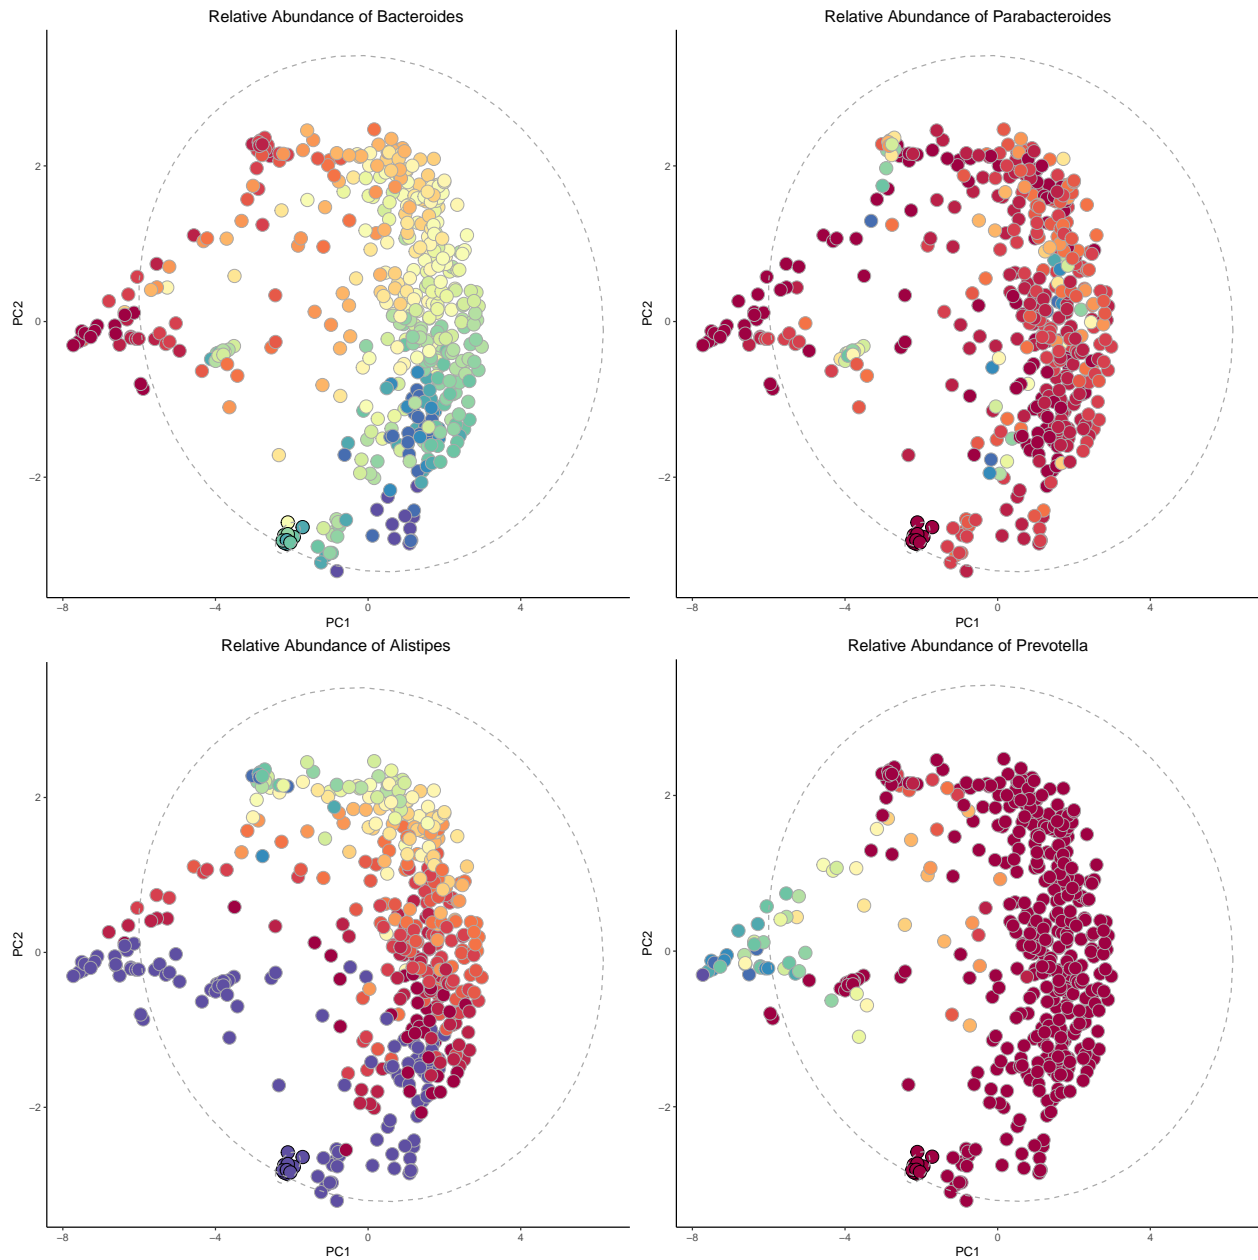 Relative Abundance of Bacteroides
PC2
2
0
−2
−8
−4
0
4
PC1
Relative Abundance of Parabacteroides
PC2
2
0
−2
−8
−4
0
4
PC1
Relative Abundance of Alistipes
PC2
2
0
−2
−8
−4
0
4
PC1
Relative Abundance of Prevotella
PC2
2
0
−2
−8
−4
0
4
PC1